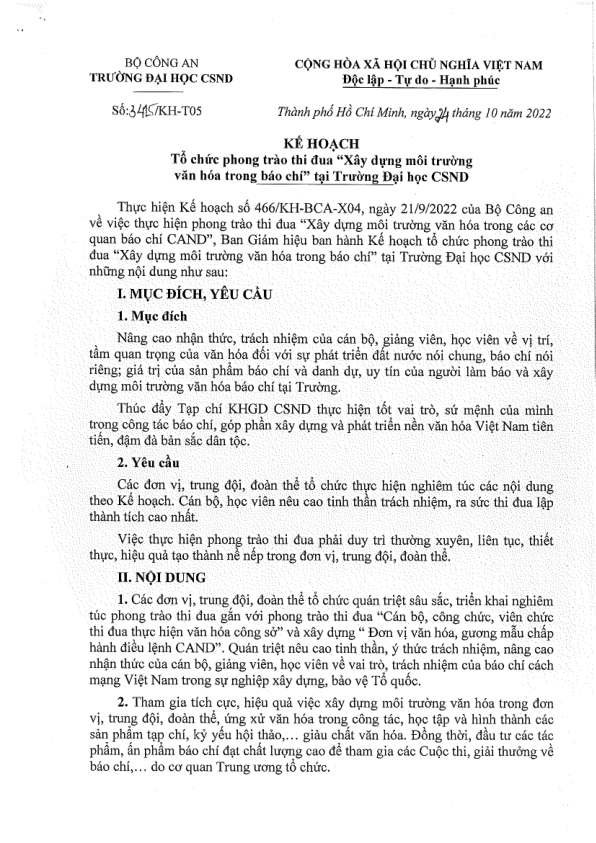 BỘ CÔNG AN
TRƯỜNG ĐẠI HỌC CSND
CỘNG HÒA XÃ HỘI CHỦ NGHĨA VIỆT NAM
Độc lập - Tự do - Hạnh phúc
Số:3415/KH-T05
Thành phố Hồ Chí Minh, ngày 24 tháng 10 năm 2022
KẾ HOẠCH
Tổ chức phong trào thi đua “Xây dựng môi trường
văn hóa trong báo chí” tại Trường Đại học CSND
Thực hiện Kế hoạch số 466/KH-BCA-X04, ngày 21/9/2022 của Bộ Công an
về việc thực hiện phong trào thi đua “Xây dựng môi trường văn hóa trong các cơ
quan báo chí CAND”, Ban Giám hiệu ban hành Kế hoạch tổ chức phong trào thi
đua “Xây dựng môi trường văn hóa trong báo chí” tại Trường Đại học CSND với
những nội dung như sau:
I. MỤC ĐÍCH, YÊU CẦU
1. Mục đích
Nâng cao nhận thức, trách nhiệm của cán bộ, giảng viên, học viên về vị trí,
tầm quan trọng của văn hóa đối với sự phát triển đất nước nói chung, báo chí nói
riêng; giá trị của sản phẩm báo chí và danh dự, uy tín của người làm báo và xây
dựng môi trường văn hóa báo chí tại Trường.
Thúc đẩy Tạp chí KHGD CSND thực hiện tốt vai trò, sứ mệnh của mình
trong công tác báo chí, góp phần xây dựng và phát triển nền văn hóa Việt Nam tiên
tiến, đậm đà bản sắc dân tộc.
2. Yêu cầu
Các đơn vị, trung đội, đoàn thể tổ chức thực hiện nghiêm túc các nội dung
theo Kế hoạch. Cán bộ, học viên nêu cao tinh thần trách nhiệm, ra sức thi đua lập
thành tích cao nhất.
Việc thực hiện phong trào thi đua phải duy trì thường xuyên, liên tục, thiết
thực, hiệu quả tạo thành nề nếp trong đơn vị, trung đội, đoàn thể.
II. NỘI DUNG
1. Các đơn vị, trung đội, đoàn thể tổ chức quán triệt sâu sắc, triển khai nghiêm
túc phong trào thi đua gắn với phong trào thi đua “Cán bộ, công chức, viên chức
thi đua thực hiện văn hóa công sở” và xây dựng “ Đơn vị văn hóa, gương mẫu chấp
hành điều lệnh CAND”. Quán triệt nêu cao tinh thần, ý thức trách nhiệm, nâng cao
nhận thức của cán bộ, giảng viên, học viên về vai trò, trách nhiệm của báo chí cách
mạng Việt Nam trong sự nghiệp xây dựng, bảo vệ Tổ quốc.
2. Tham gia tích cực, hiệu quả việc xây dựng môi trường văn hóa trong đơn
vị, trung đội, đoàn thể, ứng xử văn hóa trong công tác, học tập và hình thành các
sản phẩm tạp chí, kỷ yếu hội thảo,… giàu chất văn hóa. Đồng thời, đầu tư các tác
phẩm, ấn phẩm báo chí đạt chất lượng cao để tham gia các Cuộc thi, giải thưởng về
báo chí,… do cơ quan Trung ương tổ chức.